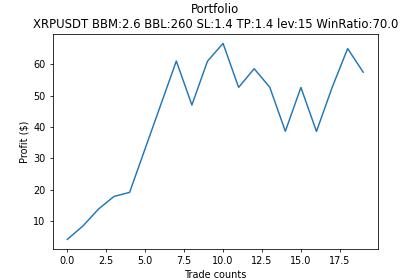 Portfolio
XRPUSDT BBM:2.6 BBL:260 SL:1.4 TP:1.4 lev:15 WinRatio:70.0
Profit ($)
60
50
40
30
20
10
0.0 2.5 5.0 7.5 10.0 12.5 15.0 17.5
Trade counts